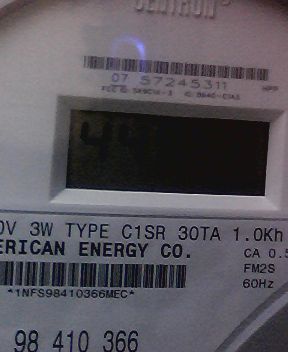 CENTRON®
07 57245311
0V 3W TYPE C1SR 30TA 1.0Kh
ERICAN ENERGY CO.
CA 0.5
FM2S
60Hz
*1NFS98410366MEC*
98 410 366